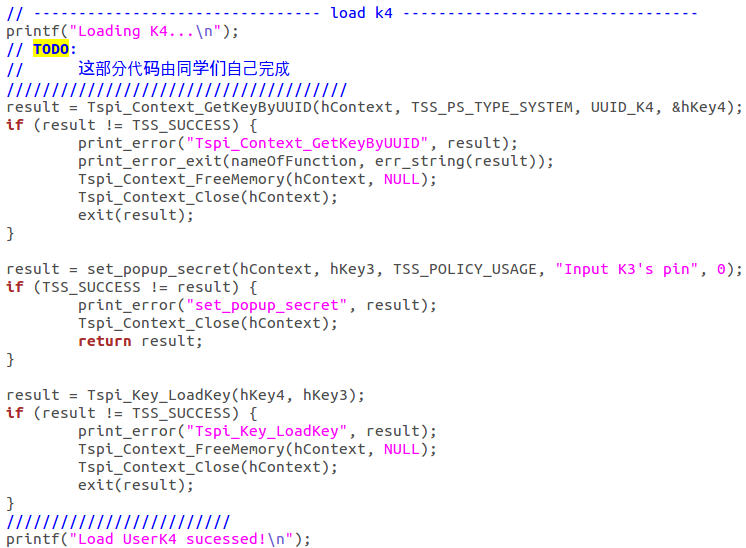 // -------------------------------- load k4 ---------------------------------
printf("Loading K4...\n");
// TODO:
//      这部分代码由同学们自己完成
//////////////////////////////////////
result = Tspi_Context_GetKeyByUUID(hContext, TSS_PS_TYPE_SYSTEM, UUID_K4, &hKey4);
if (result != TSS_SUCCESS) {
        print_error("Tspi_Context_GetKeyByUUID", result);
        print_error_exit(nameOfFunction, err_string(result));
        Tspi_Context_FreeMemory(hContext, NULL);
        Tspi_Context_Close(hContext);
        exit(result);
}
result = set_popup_secret(hContext, hKey3, TSS_POLICY_USAGE, "Input K3's pin", 0);
if (TSS_SUCCESS != result) {
        print_error("set_popup_secret", result);
        Tspi_Context_Close(hContext);
        return result;
}
result = Tspi_Key_LoadKey(hKey4, hKey3);
if (result != TSS_SUCCESS) {
        print_error("Tspi_Key_LoadKey", result);
        Tspi_Context_FreeMemory(hContext, NULL);
        Tspi_Context_Close(hContext);
        exit(result);
}
/////////////////////////
printf("Load UserK4 sucessed!\n");